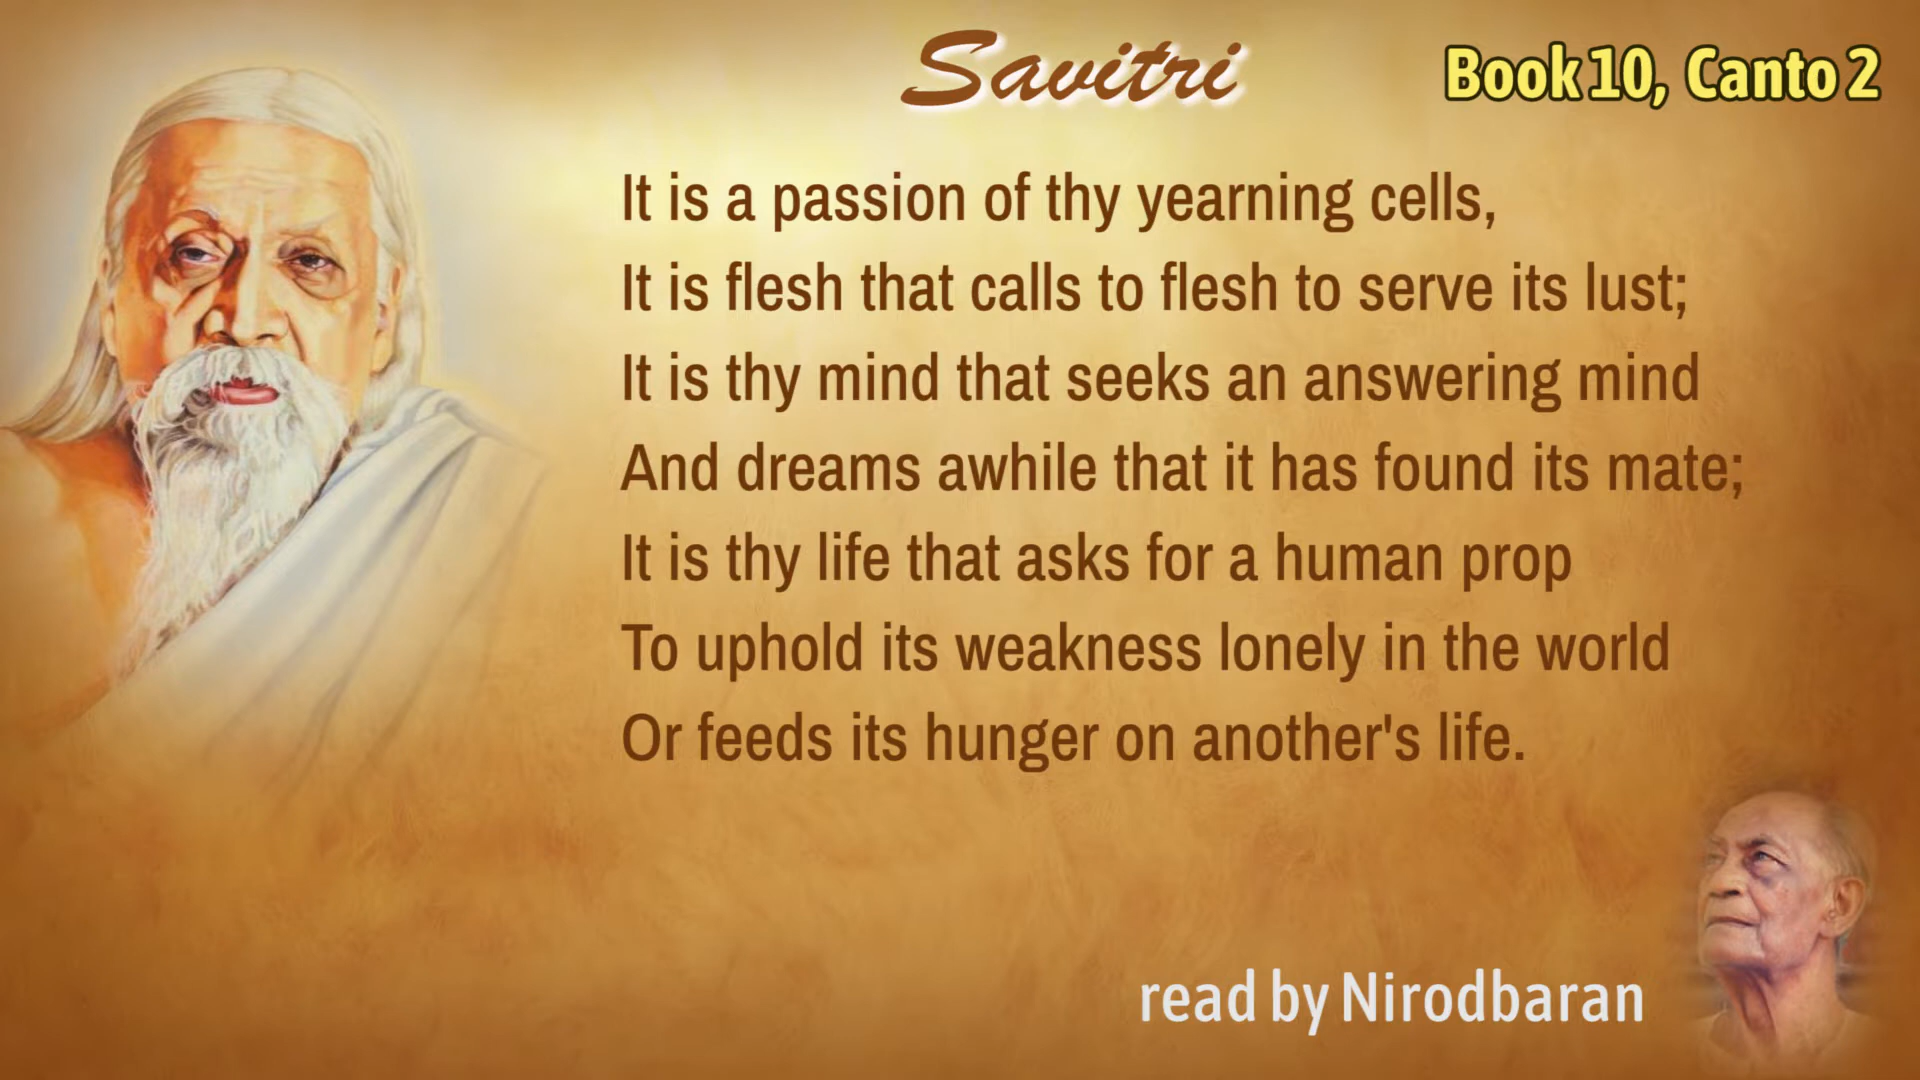 Savitri
Book 10, Canto 2
It is a passion of thy yearning cells,
It is flesh that calls to flesh to serve its lust;
It is thy mind that seeks an answering mind
And dreams awhile that it has found its mate;
It is thy life that asks for a human prop
To uphold its weakness lonely in the world
Or feeds its hunger on another's life.
read by Nirodbaran